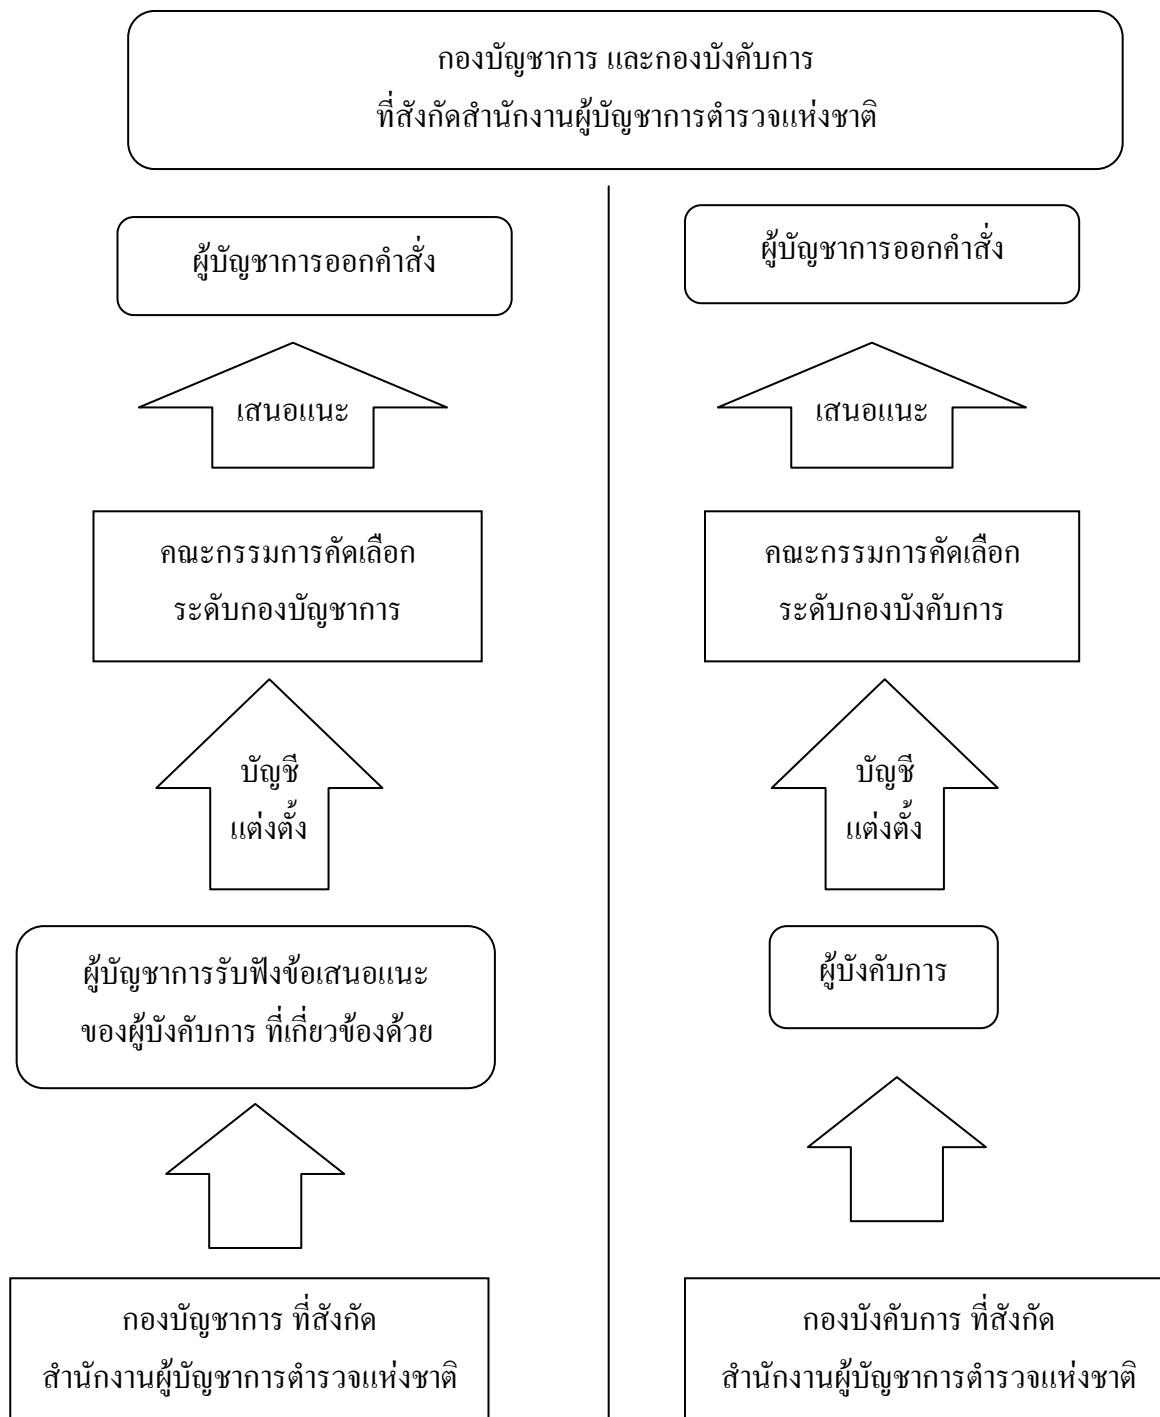 กองบัญชาการ และกองบังคับการ
ที่สังกัดสำนักงานผู้บัญชาการตำรวจแห่งชาติ
ผู้บัญชาการออกคำสั่ง
เสนอแนะ
คณะกรรมการคัดเลือก
ระดับกองบัญชาการ
บัญชี
แต่งตั้ง
ผู้บัญชาการรับฟังข้อเสนอแนะ
ของผู้บังคับการ ที่เกี่ยวข้องด้วย
กองบัญชาการ ที่สังกัด
สำนักงานผู้บัญชาการตำรวจแห่งชาติ
ผู้บัญชาการออกคำสั่ง
เสนอแนะ
คณะกรรมการคัดเลือก
ระดับกองบังคับการ
บัญชี
แต่งตั้ง
ผู้บังคับการ
กองบังคับการ ที่สังกัด
สำนักงานผู้บัญชาการตำรวจแห่งชาติ